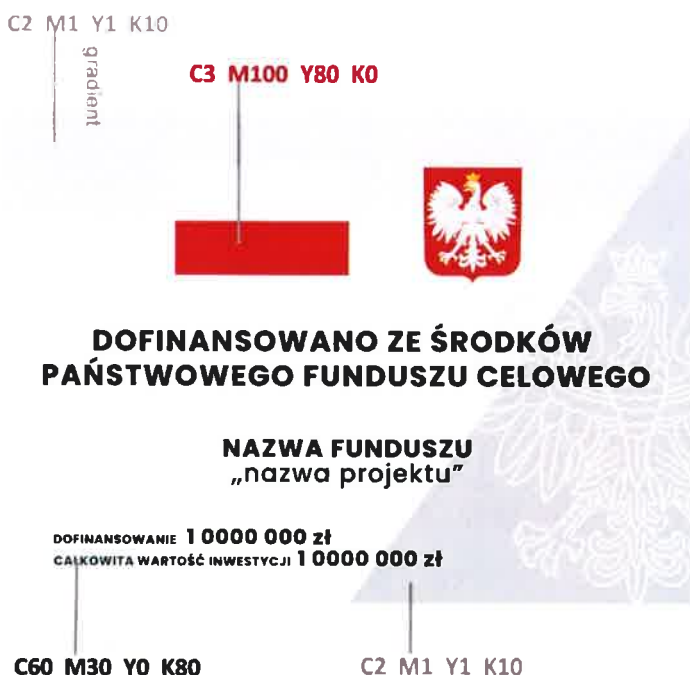 C2 M1 Y1 K10
gradient
C3 M100 Y80 K0
DOFINANSOWANO ZE ŚRODKÓW
PAŃSTWOWEGO FUNDUSZU CELOWEGO
NAZWA FUNDUSZU
„nazwa projektu”
DOFINANSOWANIE 1 0000 000 zł
CAŁKOWITA WARTOŚĆ INWESTYCJI 1 0000 000 zł
C60 M30 Y0 K80
C2 M1 Y1 K10